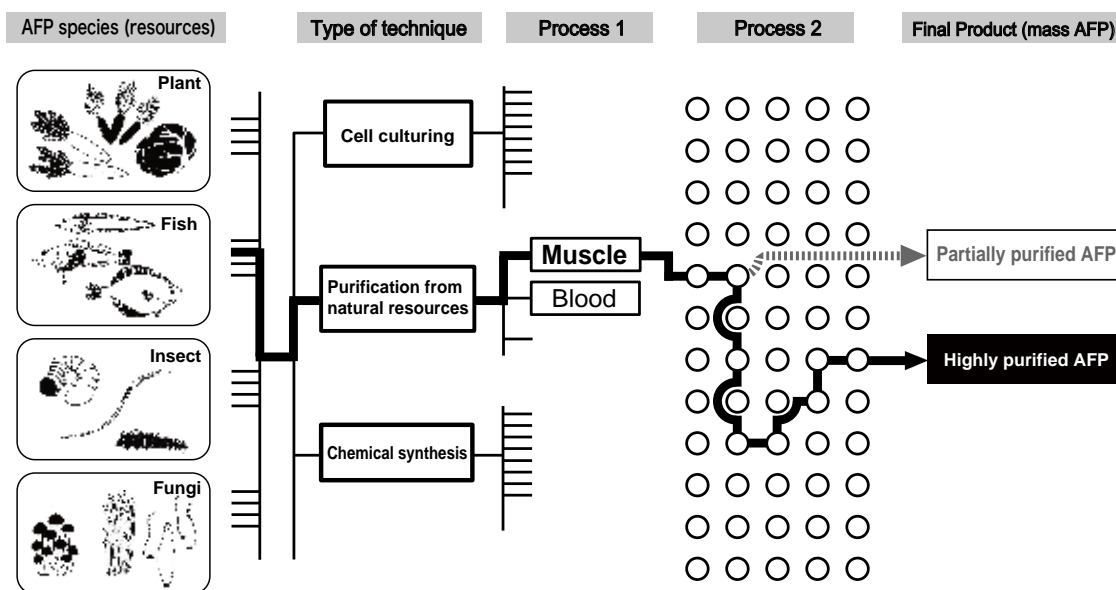 AFP species (resources)
Type of technique
Process 1
Process 2
Final Product (mass AFP)
Plant
Cell culturing
Fish
Muscle
Partially purified AFP
Purification from
natural resources
Blood
Insect
Highly purified AFP
Chemical synthesis
Fungi